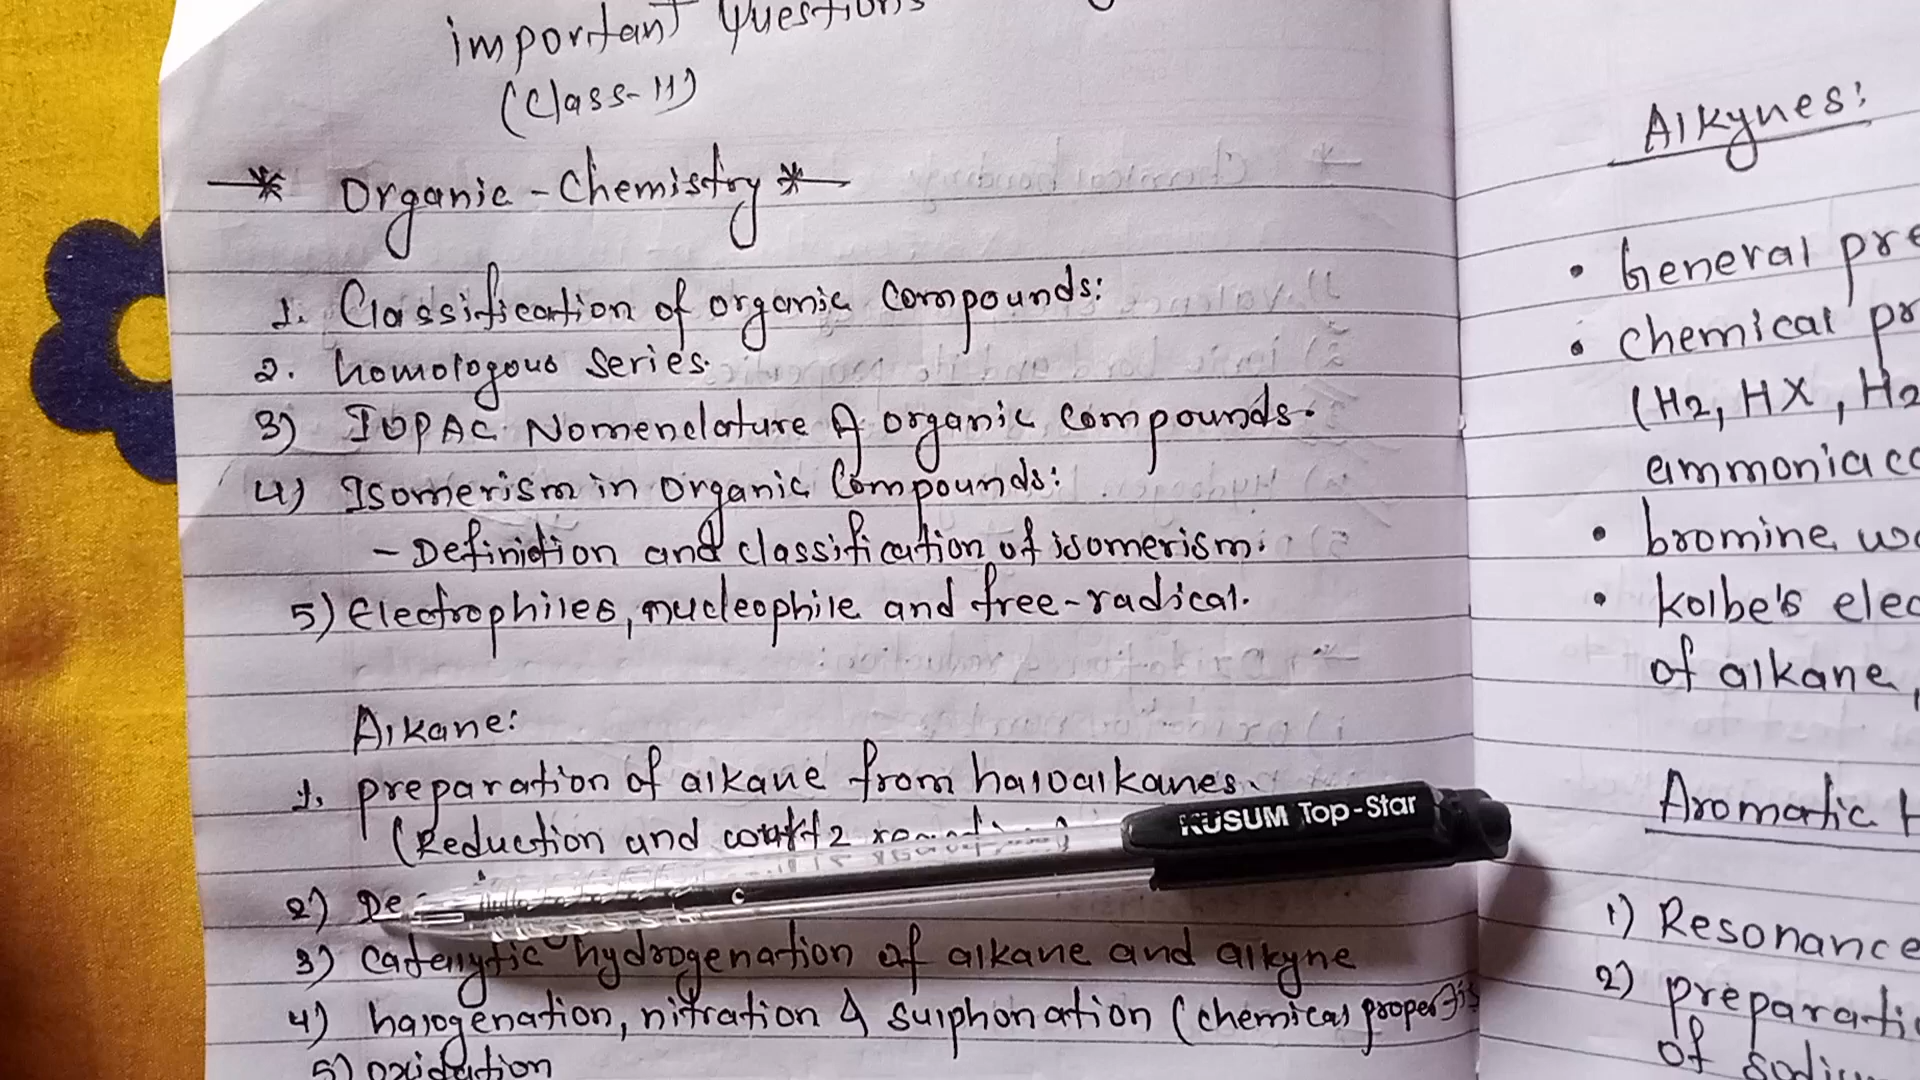 important Questions
(Class-11)
Organic-Chemistry
1. Classification of organic compounds:
2. homologous series.
3) IUPAC Nomenclature of organic compounds.
4) Isomerism in organic compounds:
- Definition and classification of isomerism.
5) Electrophiles, nucleophile and free-radical.
Alkane:
1. preparation of alkane from haloalkanes.
(Reduction and wurtz
2) De
3) catalytic hydrogenation of alkane and alkyne
4) halogenation, nitration & sulphonation (chemical
5) oxidation
KUSUM Top-Star
Alkynes:
• General
• chemical
(H2, HX, H2
• bromine
• kolbe's
of alkane,
Aromatic
1) Resonance
2)
of